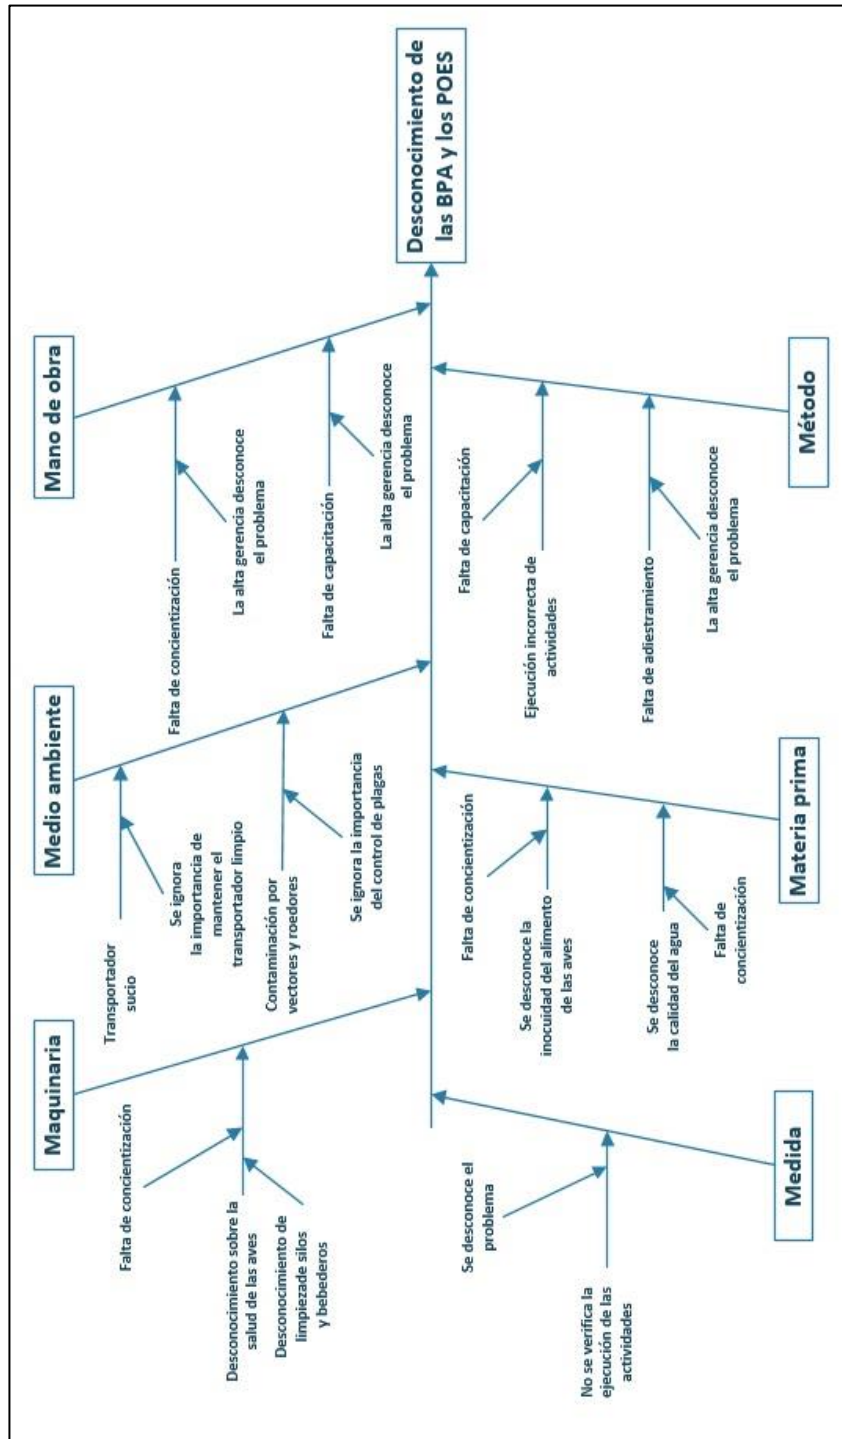 Maquinaria
Falta de concientización
Desconocimiento sobre la
salud de las aves
Desconocimiento de
limpiezade silos
y bebederos
Medio ambiente
Transportador
sucio
Se ignora
la importancia de
mantener el
transportador limpio
Contaminación por
vectores y roedores
Se ignora la importancia
del control de plagas
Mano de obra
Falta de concientización
La alta gerencia desconoce
el problema
Falta de capacitación
La alta gerencia desconoce
el problema
Desconocimiento de
las BPA y los POES
Se desconoce el
problema
No se verifica la
ejecución de las
actividades
Medida
Falta de concientización
Se desconoce la
inocuidad del alimento
de las aves
Se desconoce
la calidad del agua
Falta de
concientización
Materia prima
Falta de capacitación
Ejecución incorrecta de
actividades
Falta de adiestramiento
La alta gerencia desconoce
el problema
Método